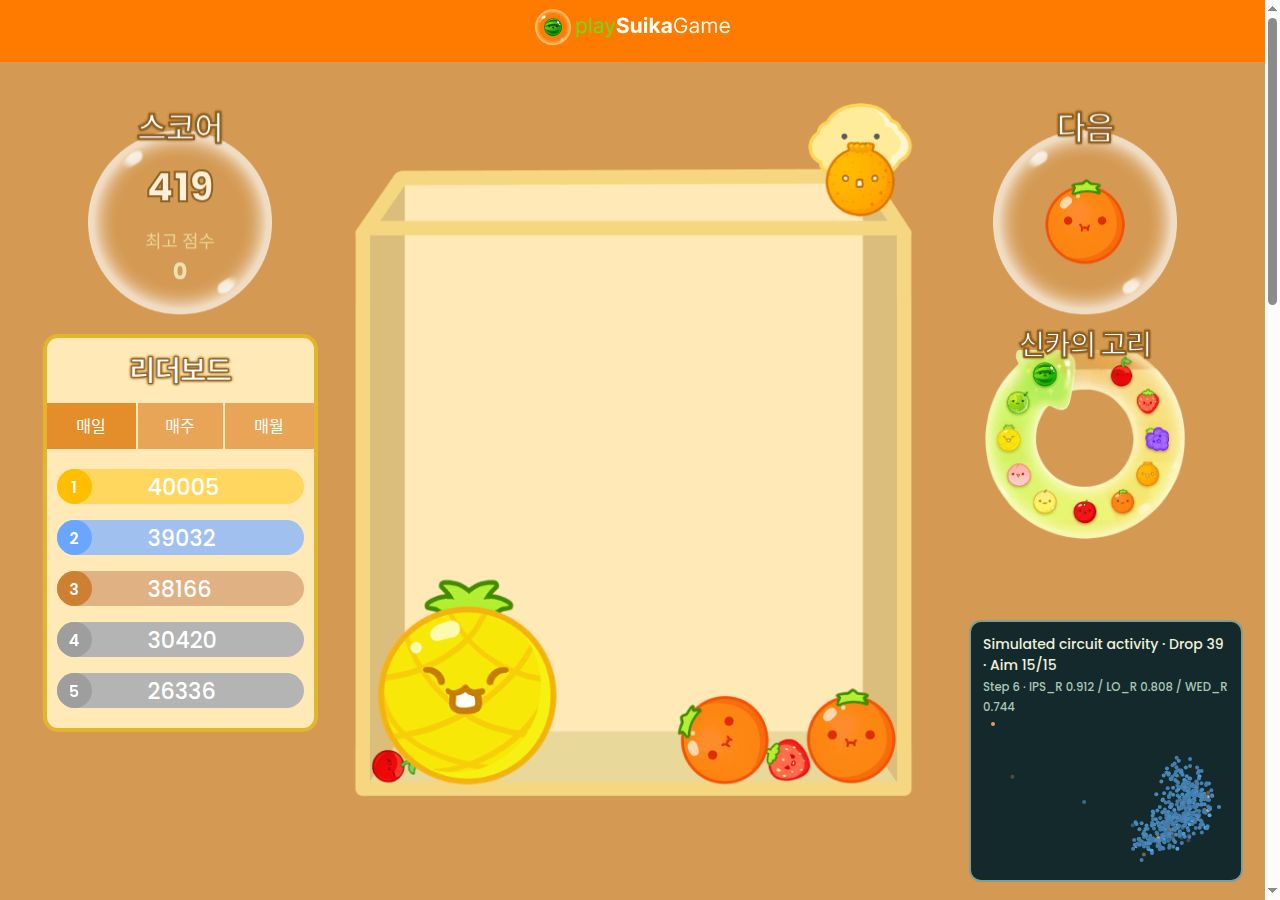 playSuikaGame
스코어
419
최고 점수
0
다음
신카의 고리
리더보드
매일 매주 매월
1 40005
2 39032
3 38166
4 30420
5 26336
Simulated circuit activity · Drop 39
· Aim 15/15
Step 6 · IPS_R 0.912 / LO_R 0.808 / WED_R
0.744